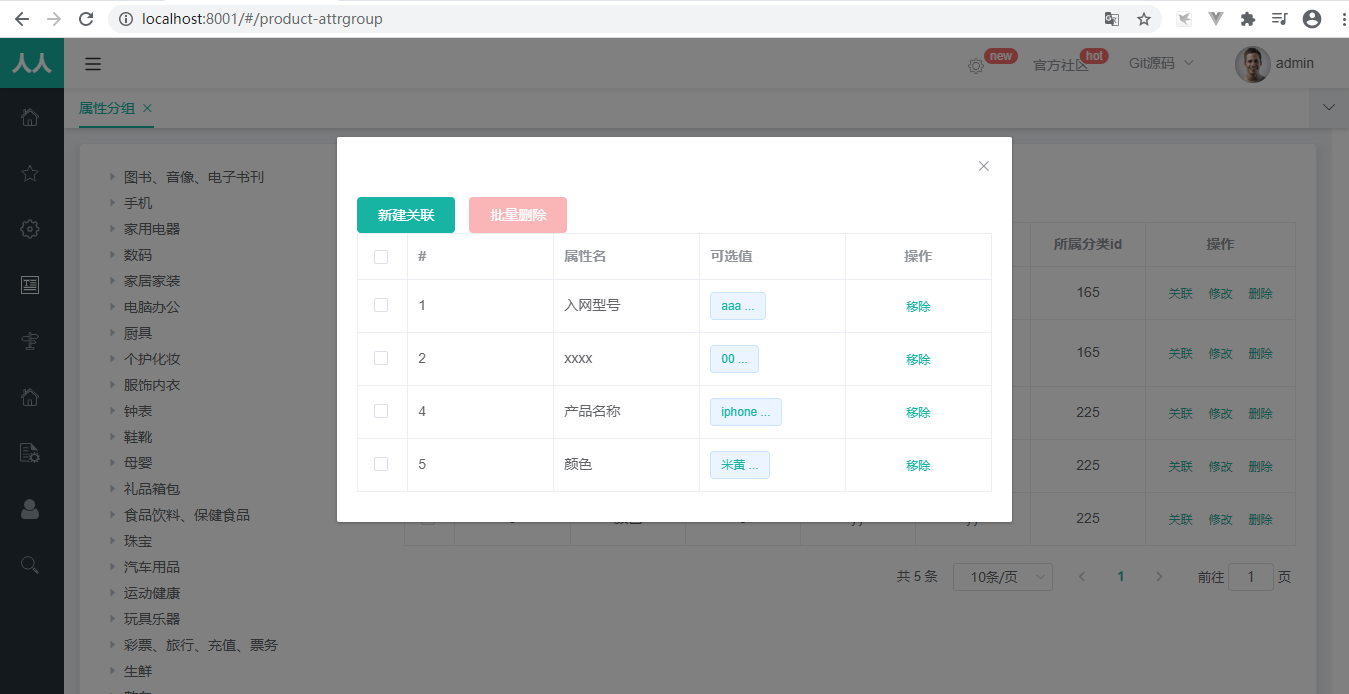 localhost:8001/#/product-attrgroup
人人
new
官方社区
hot
Git源码
admin
属性分组
图书、音像、电子书刊
手机
家用电器
数码
家居家装
电脑办公
厨具
个护化妆
服饰内衣
钟表
鞋靴
母婴
礼品箱包
食品饮料、保健食品
珠宝
汽车用品
运动健康
玩具乐器
彩票、旅行、充值、票务
生鲜
新建关联 批量删除
# 属性名 可选值 操作
1 入网型号 aaa ... 移除
2 xxxx 00 ... 移除
4 产品名称 iphone ... 移除
5 颜色 米黄 ... 移除
所属分类id 操作
165 关联 修改 删除
165 关联 修改 删除
225 关联 修改 删除
225 关联 修改 删除
225 关联 修改 删除
共 5 条 10条/页 1 前往 1 页